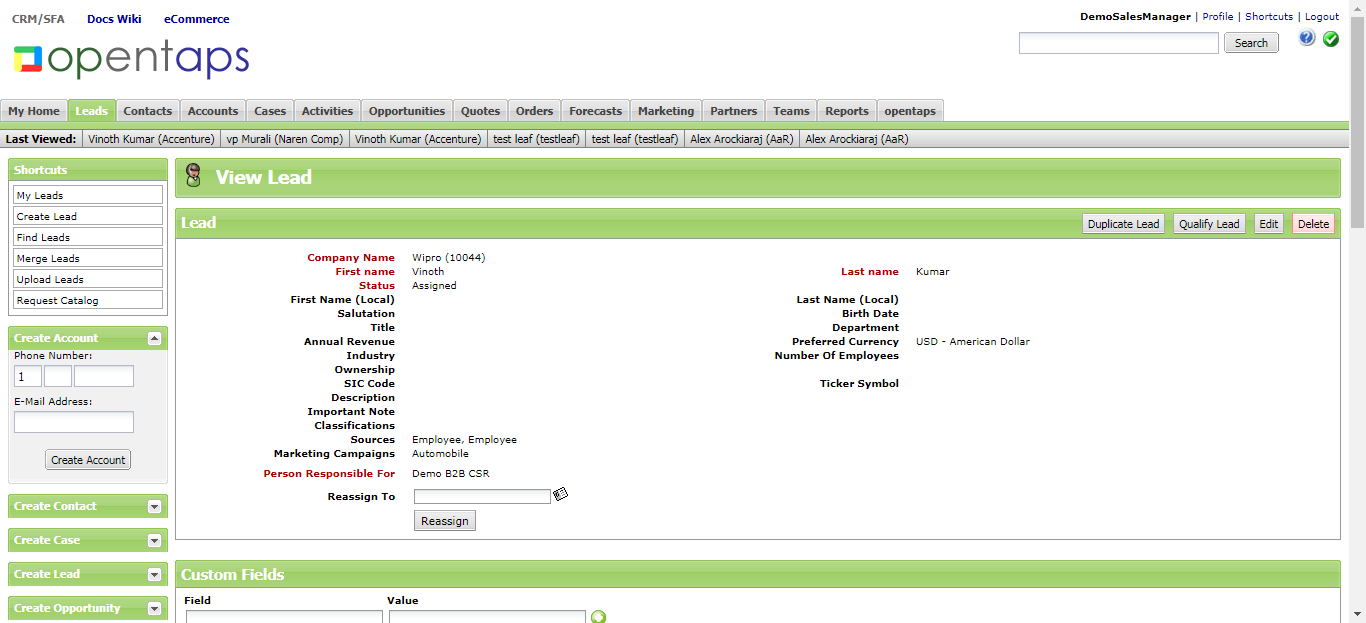 CRM/SFA Docs Wiki eCommerce
DemoSalesManager | Profile | Shortcuts | Logout
opentaps
Search
My Home Leads Contacts Accounts Cases Activities Opportunities Quotes Orders Forecasts Marketing Partners Teams Reports opentaps
Last Viewed: Vinoth Kumar (Accenture) vp Murali (Naren Comp) Vinoth Kumar (Accenture) test leaf (testleaf) test leaf (testleaf) Alex Arockiaraj (AaR) Alex Arockiaraj (AaR)
Shortcuts
My Leads
Create Lead
Find Leads
Merge Leads
Upload Leads
Request Catalog
Create Account
Phone Number:
1
E-Mail Address:
Create Account
Create Contact
Create Case
Create Lead
Create Opportunity
View Lead
Lead Duplicate Lead Qualify Lead Edit Delete
Company Name Wipro (10044)
First name Vinoth Last name Kumar
Status Assigned
First Name (Local) Last Name (Local)
Salutation Birth Date
Title Department
Annual Revenue Preferred Currency USD - American Dollar
Industry Number Of Employees
Ownership
SIC Code Ticker Symbol
Description
Important Note
Classifications
Sources Employee, Employee
Marketing Campaigns Automobile
Person Responsible For Demo B2B CSR
Reassign To
Reassign
Custom Fields
Field Value